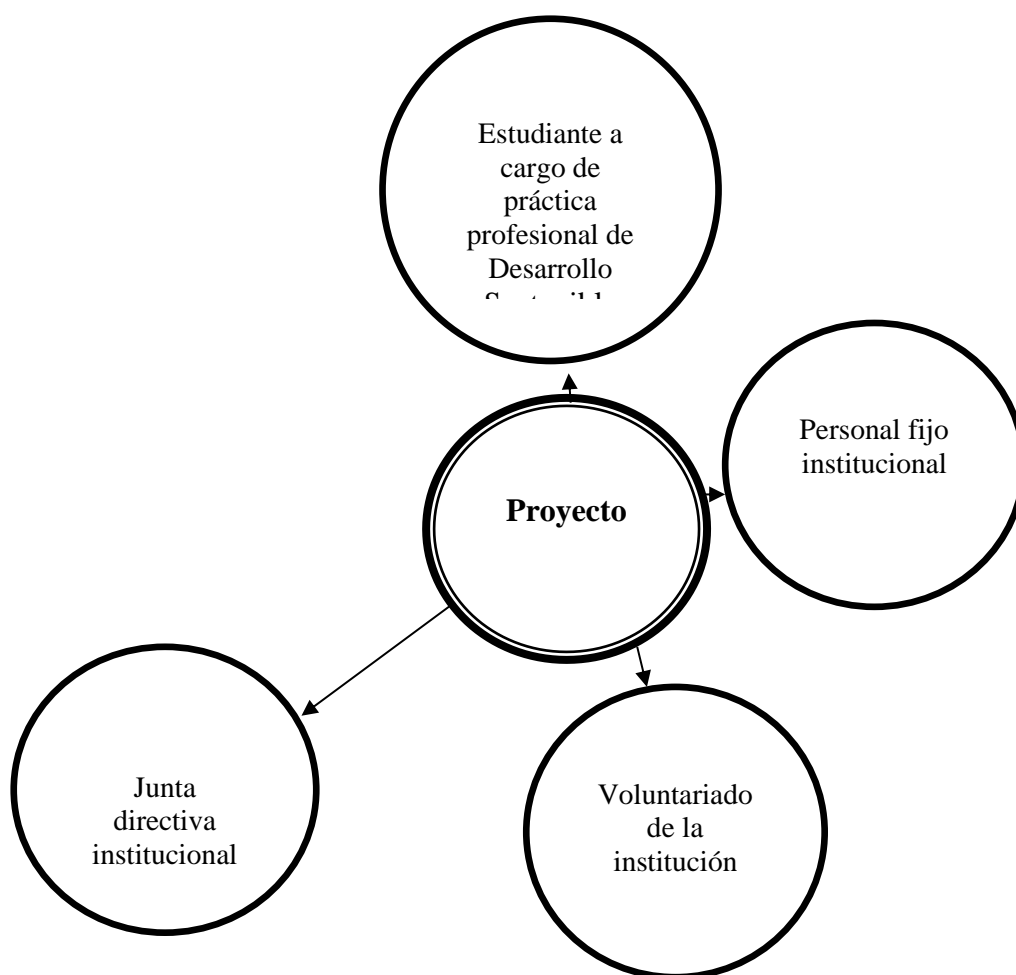 Estudiante a
cargo de
práctica
profesional de
Desarrollo
Personal fijo
institucional
Proyecto
Junta
directiva
institucional
Voluntariado
de la
institución